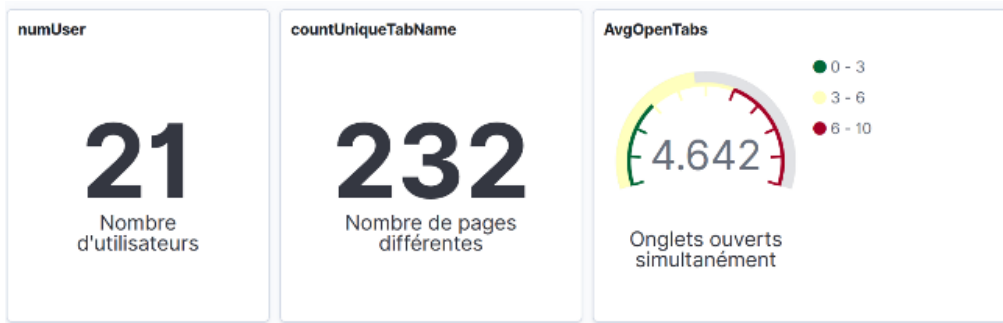 numUser
21
Nombre
d'utilisateurs
countUniqueTabName
232
Nombre de pages
différentes
AvgOpenTabs
4.642
Onglets ouverts
simultanément
0 - 3
3 - 6
6 - 10